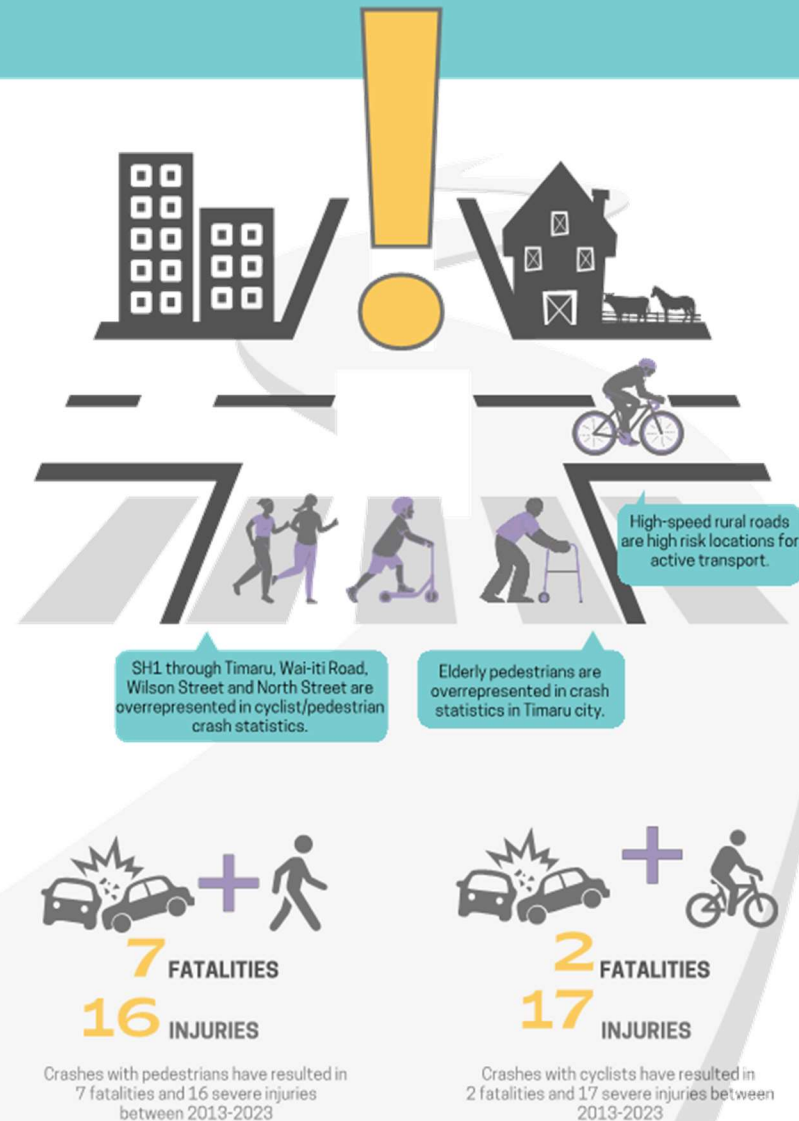 High-speed rural roads
are high risk locations for
active transport.
SH1 through Timaru, Wai-iti Road,
Wilson Street and North Street are
overrepresented in cyclist/pedestrian
crash statistics.
Elderly pedestrians are
overrepresented in crash
statistics in Timaru city.
7 FATALITIES
16 INJURIES
Crashes with pedestrians have resulted in
7 fatalities and 16 severe injuries
between 2013-2023
2 FATALITIES
17 INJURIES
Crashes with cyclists have resulted in
2 fatalities and 17 severe injuries between
2013-2023